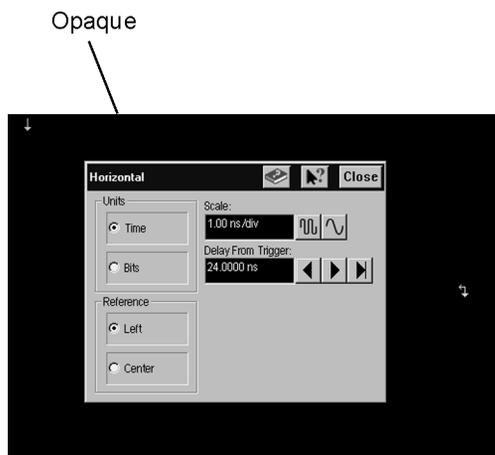 Opaque
Horizontal
Close
Units
Time
Bits
Scale:
1.00 ns/div
Delay From Trigger:
24.0000 ns
Reference
Left
Center